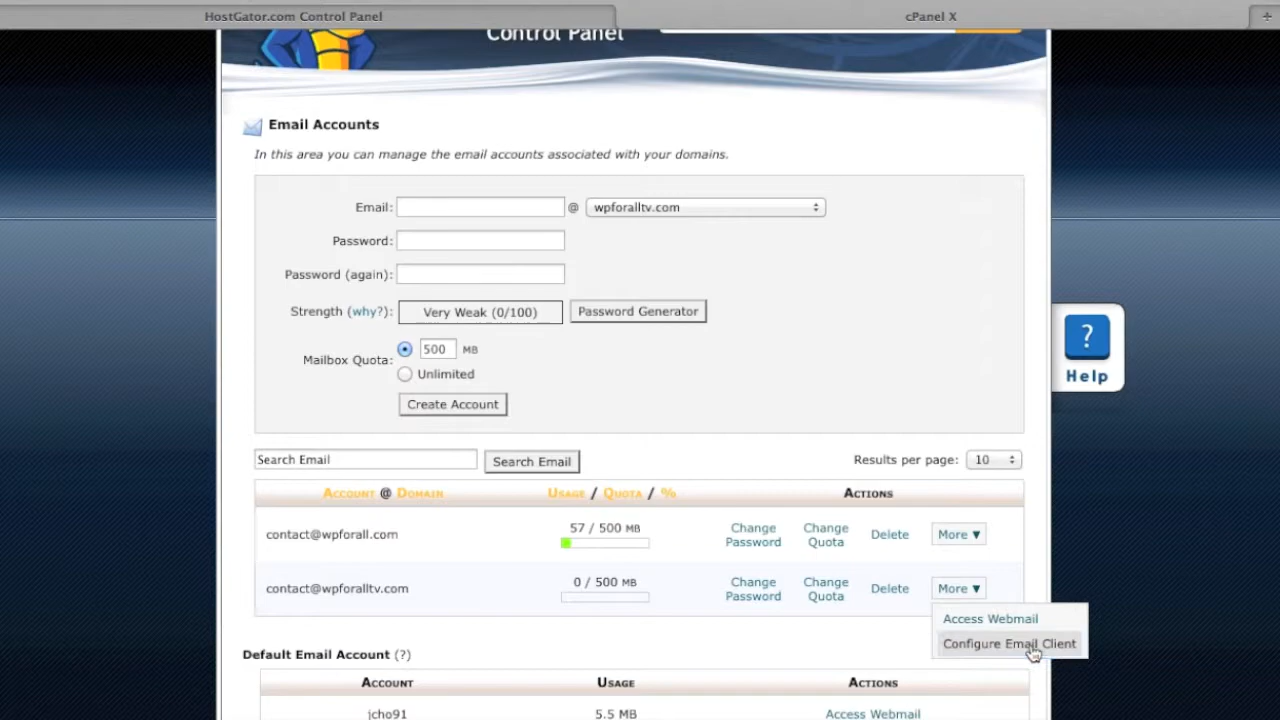 HostGator.com Control Panel
cPanel X
+
Control Panel
Email Accounts
In this area you can manage the email accounts associated with your domains.
Email: @ wpforalltv.com
Password:
Password (again):
Strength (why?): Very Weak (0/100) Password Generator
Mailbox Quota: 500 MB
Unlimited
Create Account
? Help
Search Email Search Email Results per page: 10
Account @ Domain Usage / Quota / % Actions
contact@wpforall.com 57 / 500 MB Change Password Change Quota Delete More ▼
contact@wpforalltv.com 0 / 500 MB Change Password Change Quota Delete More ▼
Access Webmail
Configure Email Client
Default Email Account (?)
Account Usage Actions
jcho91 5.5 MB Access Webmail